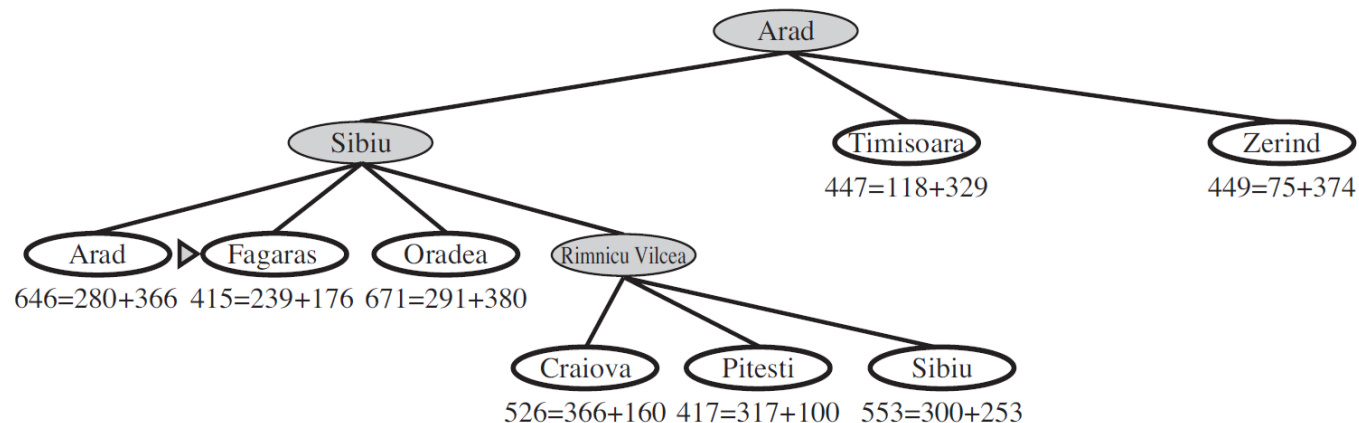 Arad
Sibiu
Timisoara
Zerind
447=118+329
449=75+374
Arad
Fagaras
Oradea
Rimnicu Vilcea
646=280+366
415=239+176
671=291+380
Craiova
Pitesti
Sibiu
526=366+160
417=317+100
553=300+253